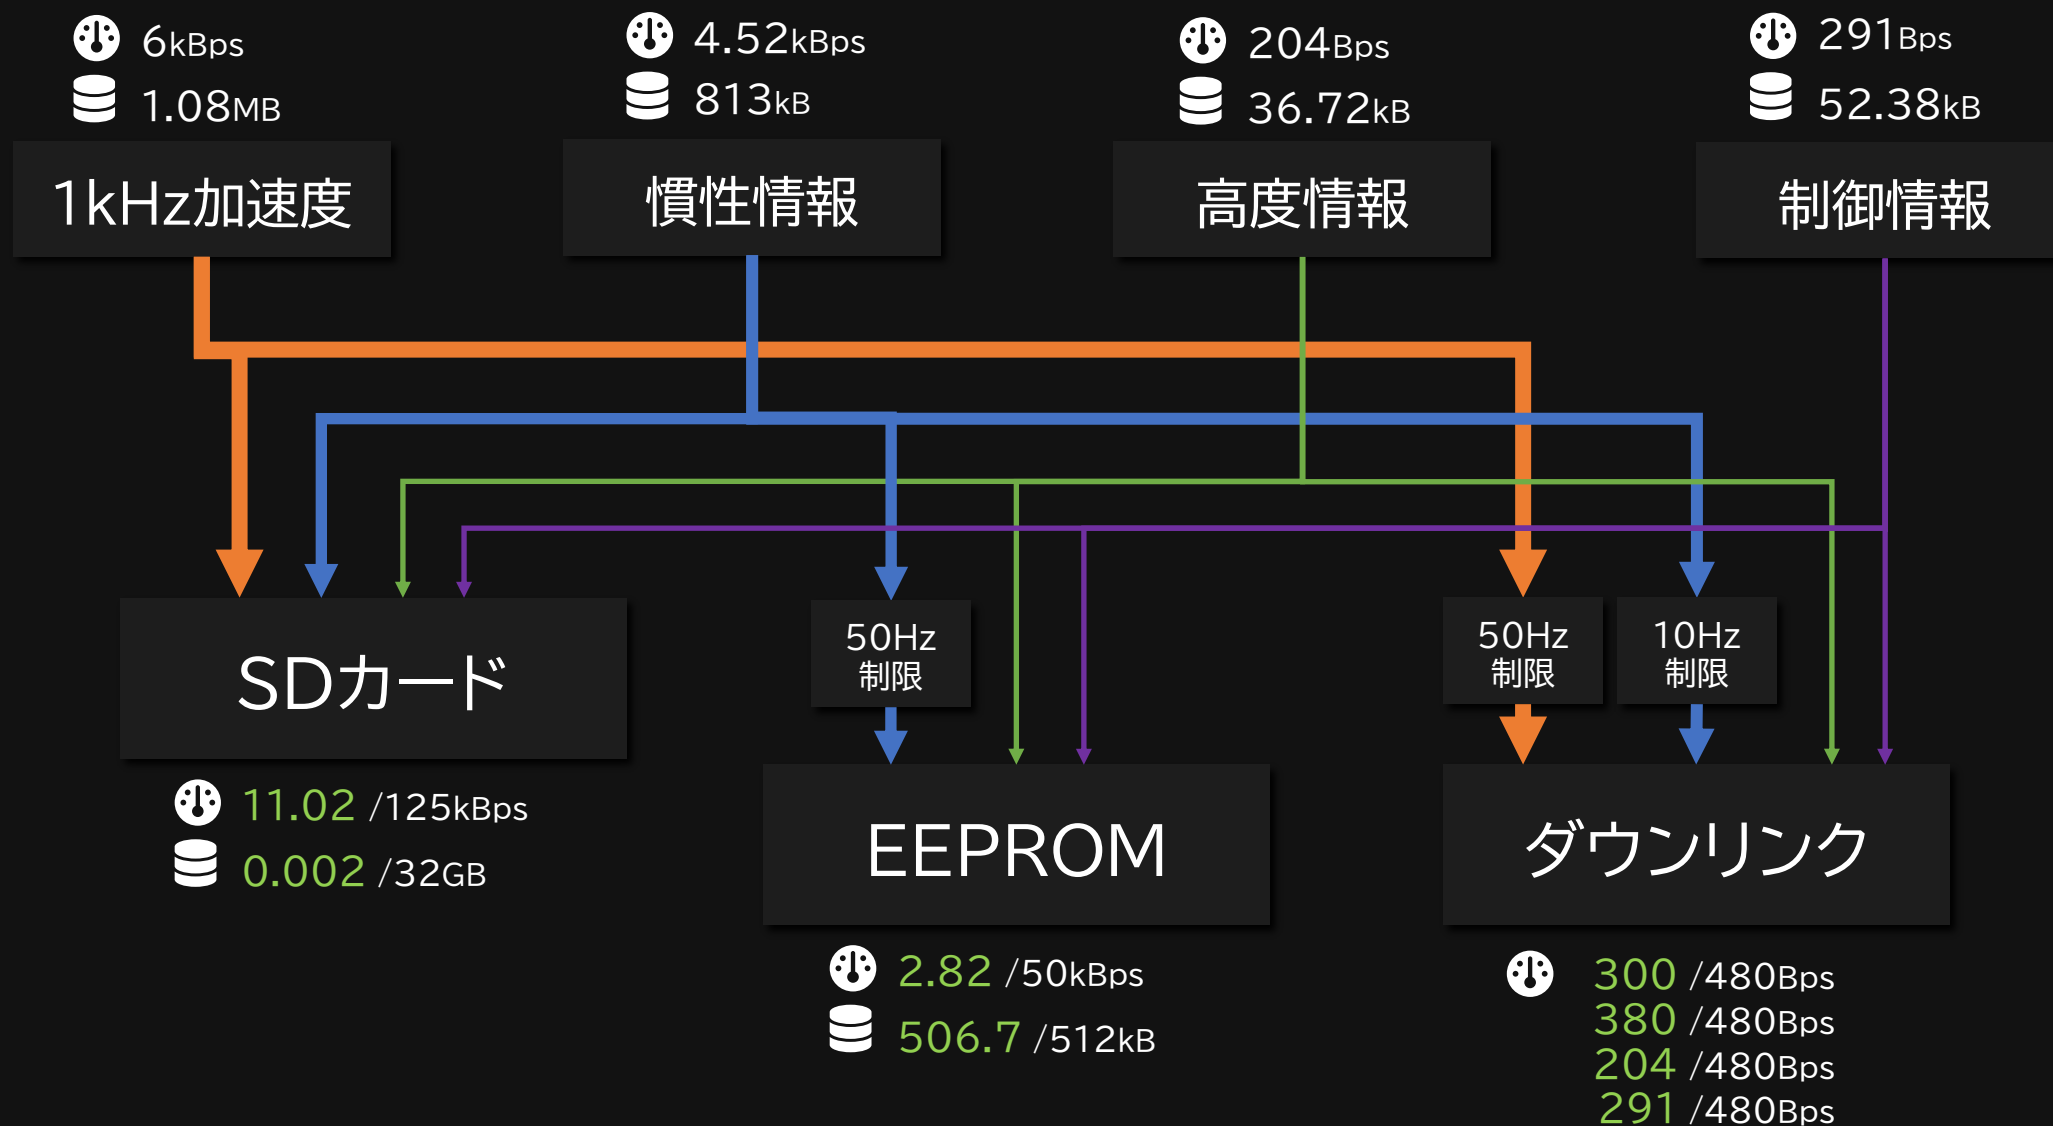 6kBps
1.08MB
1kHz加速度
4.52kBps
813kB
慣性情報
204Bps
36.72kB
高度情報
291Bps
52.38kB
制御情報
SDカード
11.02 /125kBps
0.002 /32GB
50Hz
制限
EEPROM
2.82 /50kBps
506.7 /512kB
50Hz
制限
10Hz
制限
ダウンリンク
300 /480Bps
380 /480Bps
204 /480Bps
291 /480Bps